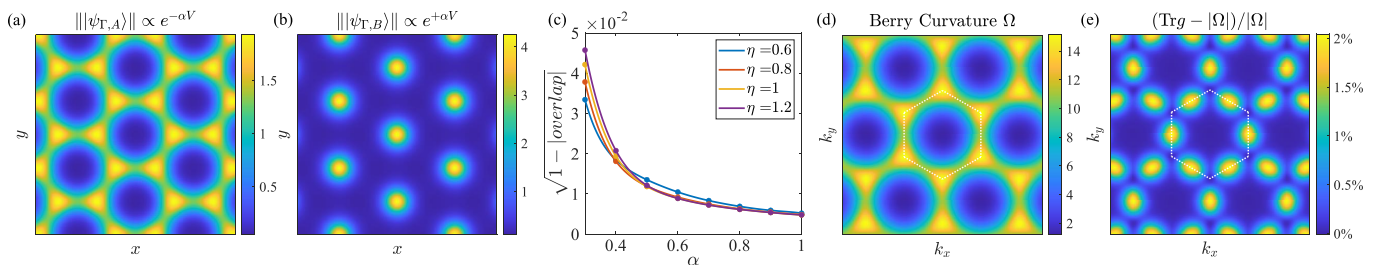 (a) |||ψ_{Γ,A}⟩|| ∝ e^{−αV}
y
x
1.5
1
0.5
(b) |||ψ_{Γ,B}⟩|| ∝ e^{+αV}
y
x
4
3
2
1
(c)
×10^{−2}
√1 − |overlap|
5
4
3
2
1
0
0.4
0.6
0.8
1
α
η =0.6
η =0.8
η =1
η =1.2
(d) Berry Curvature Ω
k_y
k_x
14
12
10
8
6
4
2
(e) (Trg − |Ω|)/|Ω|
k_y
k_x
2%
1.5%
1%
0.5%
0%